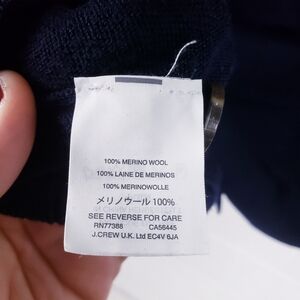 100% MERINO WOOL
100% LAINE DE MERINOS
100% MERINOWOLLE
メリノウール 100%
SEE REVERSE FOR CARE
RN77388 CA56445
J.CREW U.K. Ltd EC4V 6JA